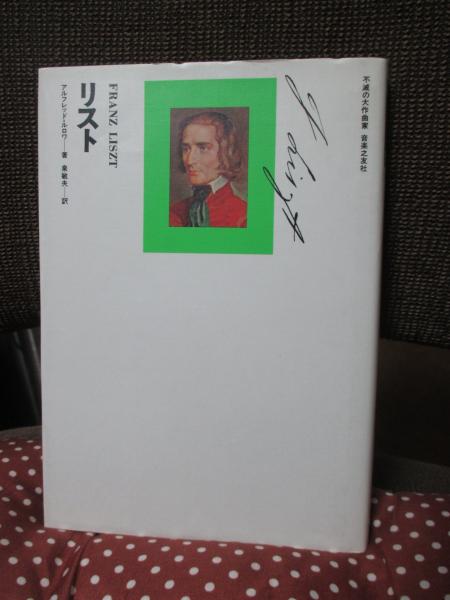 不滅の大作曲家 音楽之友社
F. Liszt
FRANZ LISZT
リスト
アルフレッド・ルロワ—著 泉敏夫—訳